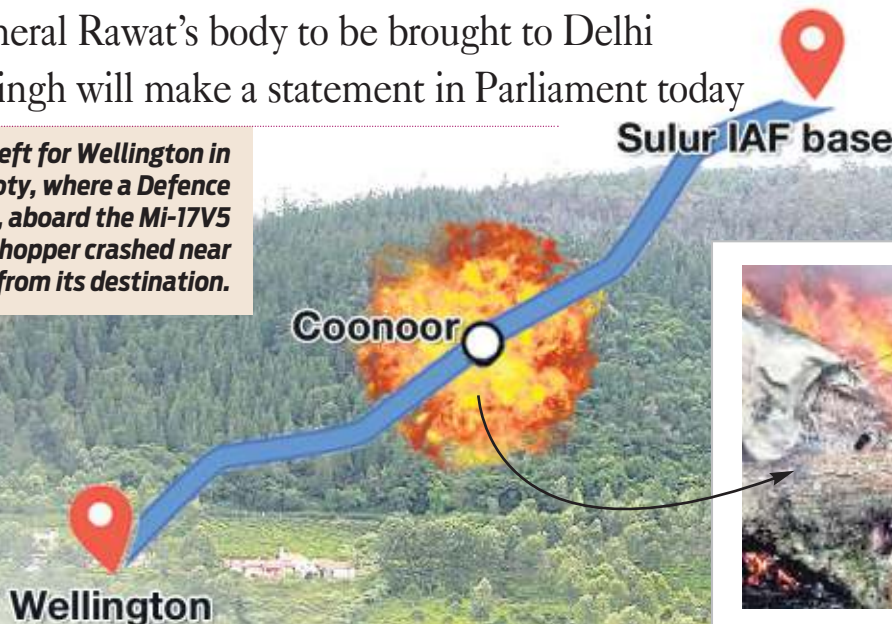 neral Rawat's body to be brought to Delhi
ingh will make a statement in Parliament today
eft for Wellington in
oty, where a Defence
, aboard the Mi-17V5
hopper crashed near
from its destination.
Sulur IAF base
Coonoor
Wellington